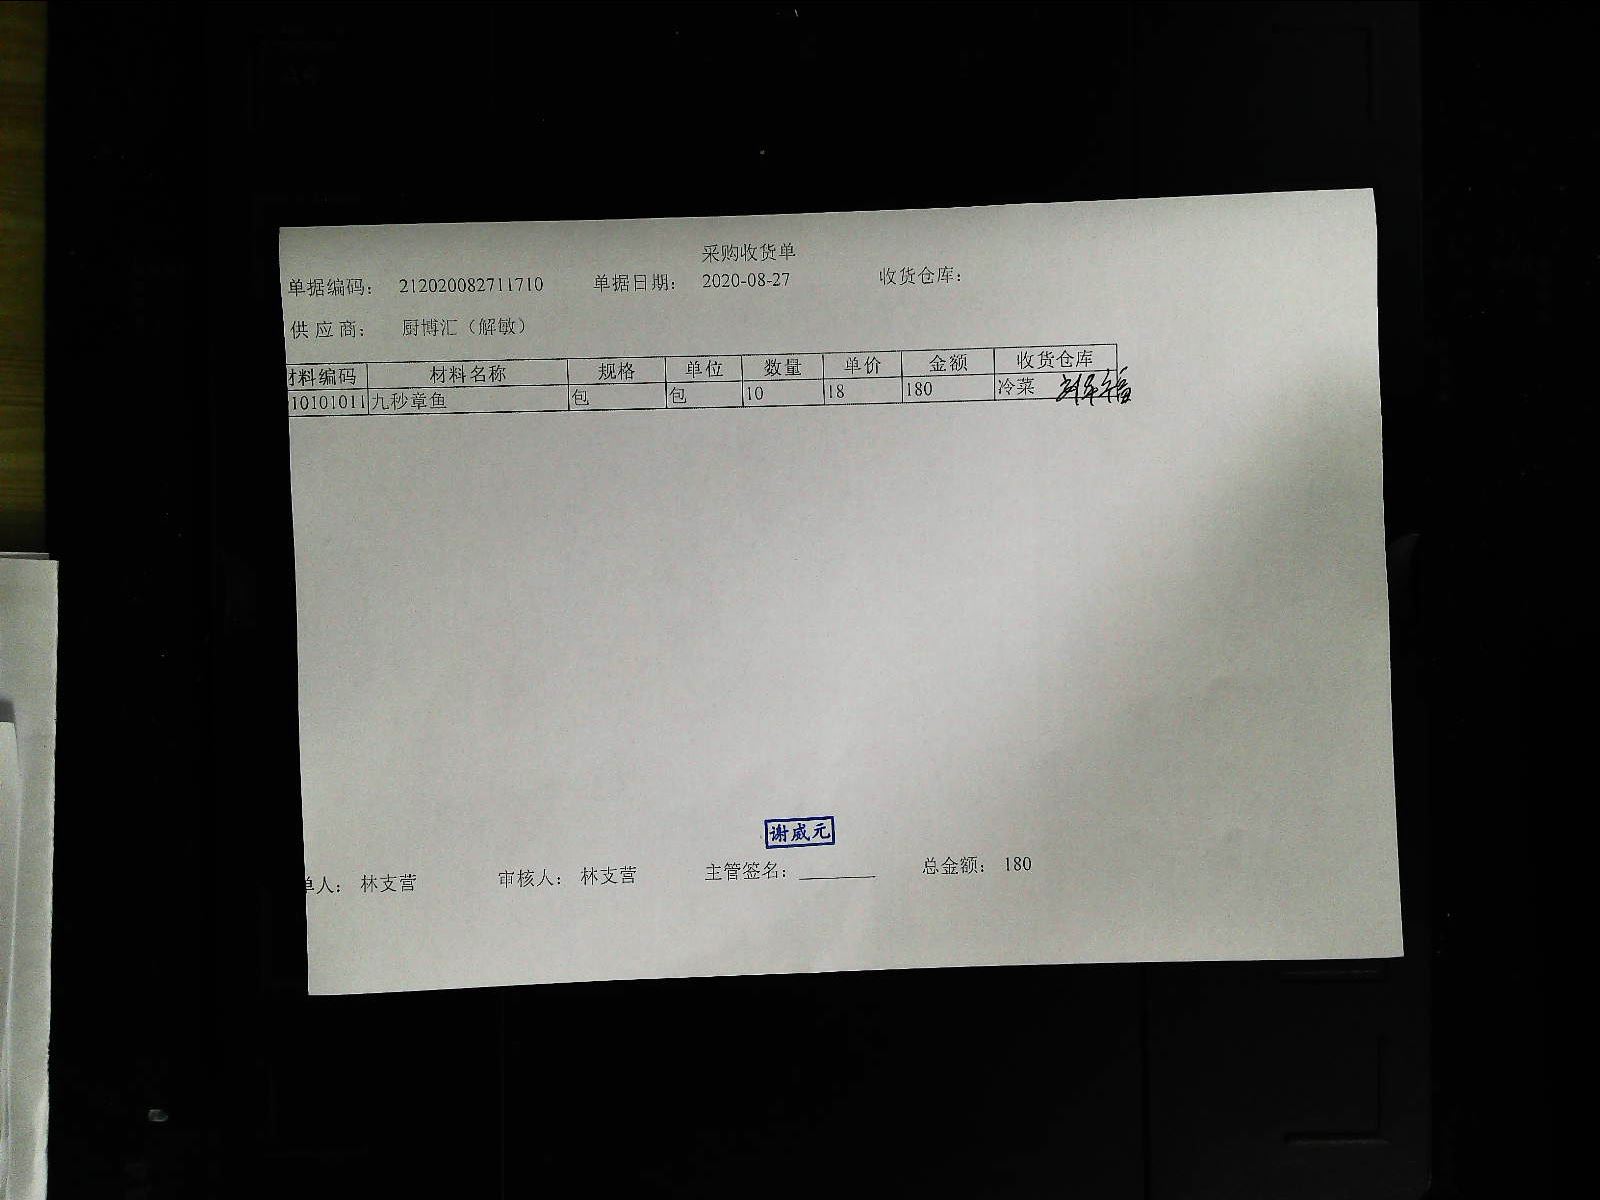 采购收货单
单据编码： 212020082711710 单据日期： 2020-08-27 收货仓库：
供应商： 厨博汇（解敏）
材料编码 材料名称 规格 单位 数量 单价 金额 收货仓库
10101011 九秒章鱼 包 包 10 18 180 冷菜
谢威元
单人： 林支营 审核人： 林支营 主管签名： ________ 总金额： 180